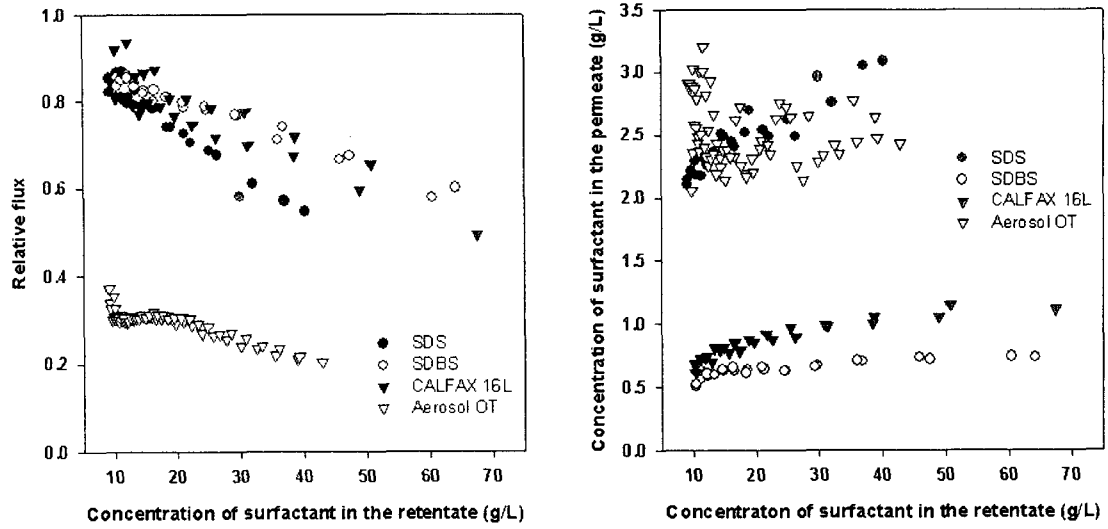 Relative flux
1.0
0.8
0.6
0.4
0.2
0.0
10 20 30 40 50 60 70
Concentration of surfactant in the retentate (g/L)
SDS
SDBS
CALFAX 16L
Aerosol OT
Concentration of surfactant in the permeate (g/L)
3.5
3.0
2.5
2.0
1.5
1.0
0.5
0.0
10 20 30 40 50 60 70
Concentraton of surfactant in the retentate (g/L)
SDS
SDBS
CALFAX 16L
Aerosol OT